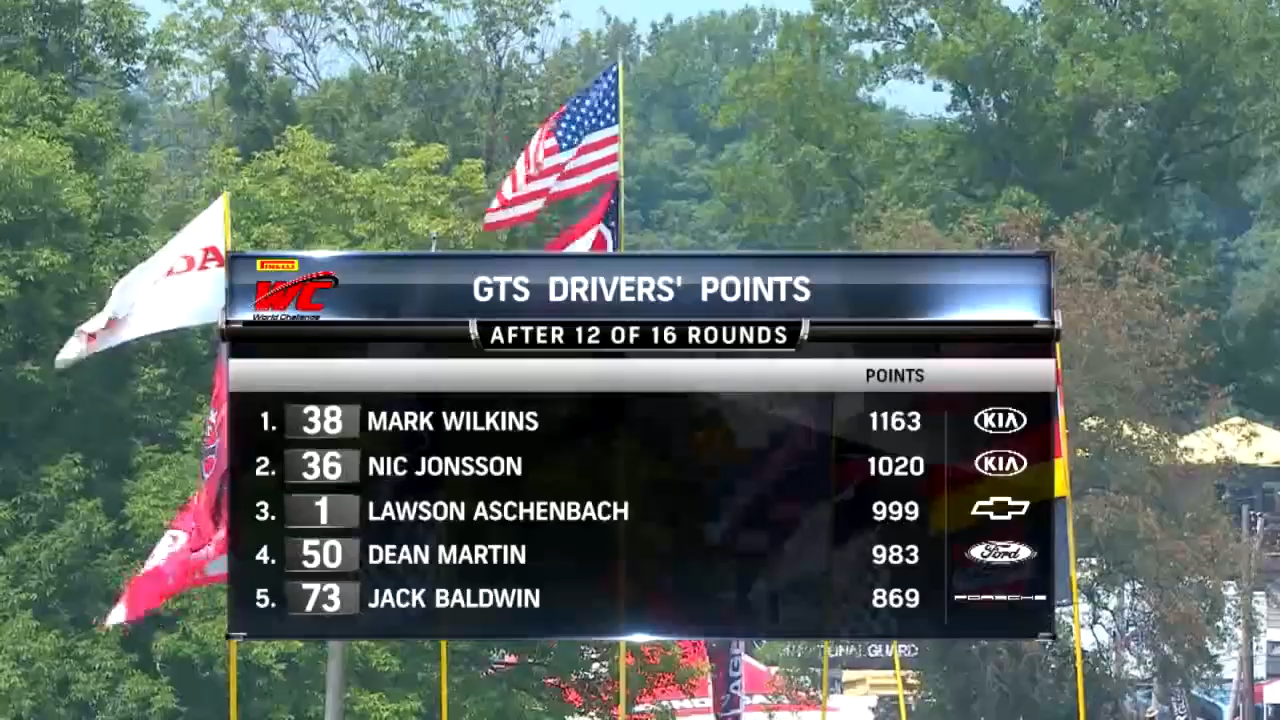 PIRELLI
WC
World Challenge
GTS DRIVERS' POINTS
AFTER 12 OF 16 ROUNDS
POINTS
1. 38 MARK WILKINS 1163 KIA
2. 36 NIC JONSSON 1020 KIA
3. 1 LAWSON ASCHENBACH 999
4. 50 DEAN MARTIN 983 Ford
5. 73 JACK BALDWIN 869 PORSCHE
DA
GUARD